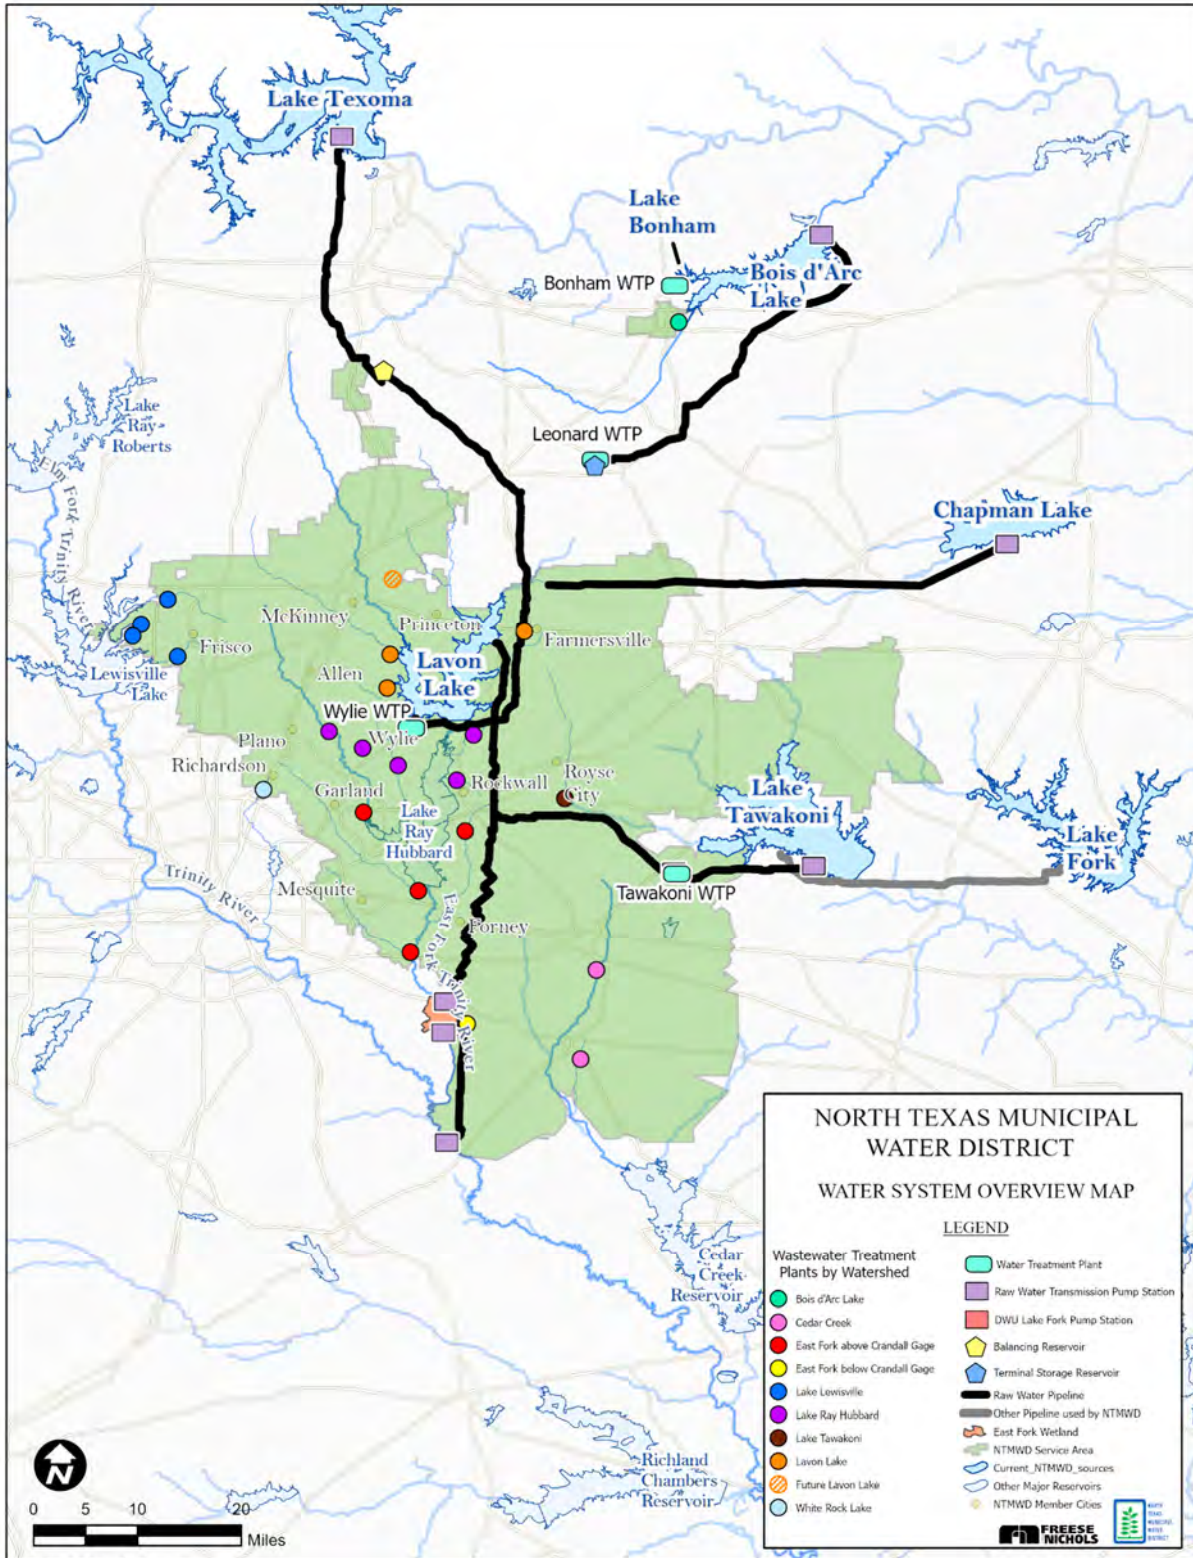 Lake Texoma
Lake
Bonham
Bonham WTP
Bois d'Arc
Lake
Lake
Ray
Roberts
Leonard WTP
Elm Fork Trinity River
Chapman Lake
McKinney
Princeton
Farmersville
Frisco
Lewisville
Lake
Allen
Lavon
Lake
Wylie WTP
Plano
Wylie
Richardson
Rockwall
Royse
City
Garland
Lake
Ray
Hubbard
Lake
Tawakoni
Lake
Fork
Trinity River
Mesquite
Tawakoni WTP
East Fork Trinity River
Forney
Cedar
Creek
Reservoir
Richland
Chambers
Reservoir
N
0 5 10 20
Miles
NORTH TEXAS MUNICIPAL
WATER DISTRICT
WATER SYSTEM OVERVIEW MAP
LEGEND
Wastewater Treatment
Plants by Watershed
Bois d'Arc Lake
Cedar Creek
East Fork above Crandall Gage
East Fork below Crandall Gage
Lake Lewisville
Lake Ray Hubbard
Lake Tawakoni
Lavon Lake
Future Lavon Lake
White Rock Lake
Water Treatment Plant
Raw Water Transmission Pump Station
DWU Lake Fork Pump Station
Balancing Reservoir
Terminal Storage Reservoir
Raw Water Pipeline
Other Pipeline used by NTMWD
East Fork Wetland
NTMWD Service Area
Current_NTMWD_sources
Other Major Reservoirs
NTMWD Member Cities
FREESE
NICHOLS
NORTH
TEXAS
MUNICIPAL
WATER
DISTRICT